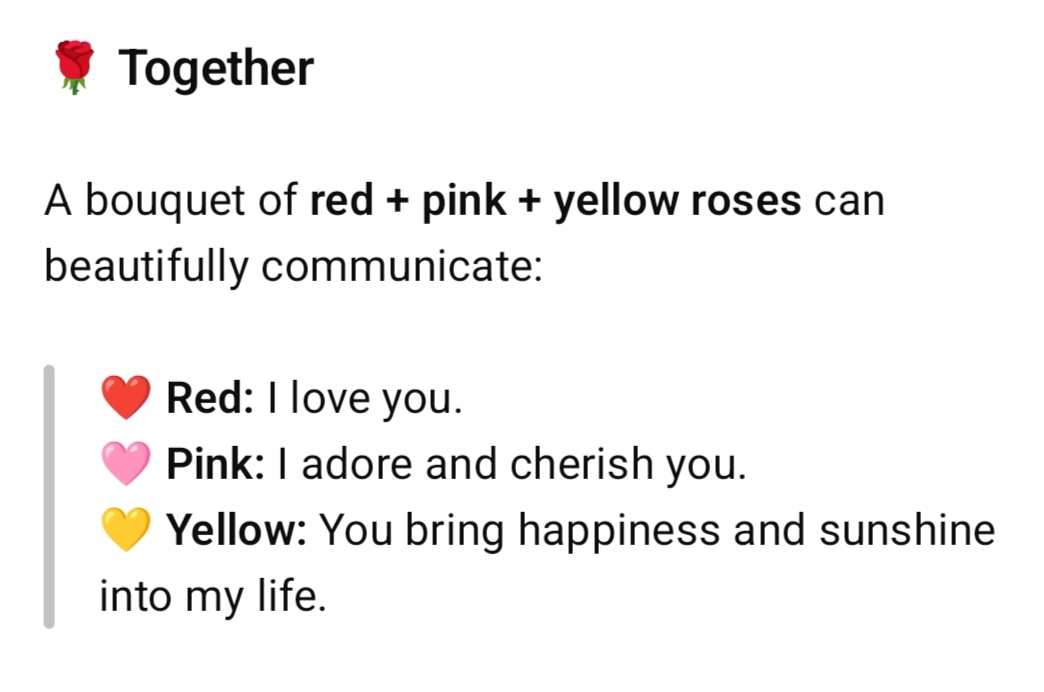 🌹 Together
A bouquet of red + pink + yellow roses can
beautifully communicate:
❤️ Red: I love you.
🩷 Pink: I adore and cherish you.
💛 Yellow: You bring happiness and sunshine
into my life.